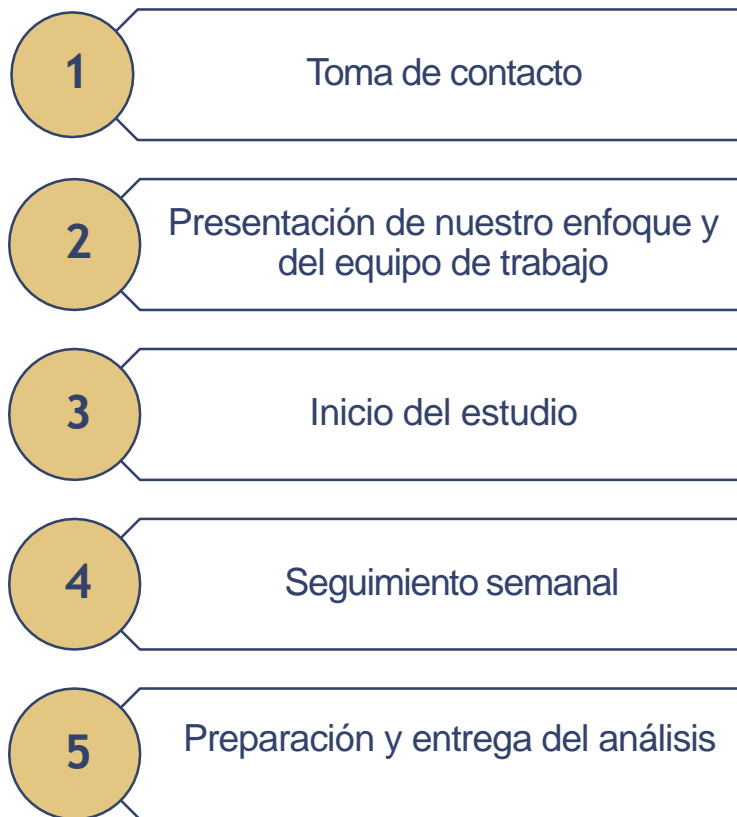 1
Toma de contacto
2
Presentación de nuestro enfoque y
del equipo de trabajo
3
Inicio del estudio
4
Seguimiento semanal
5
Preparación y entrega del análisis